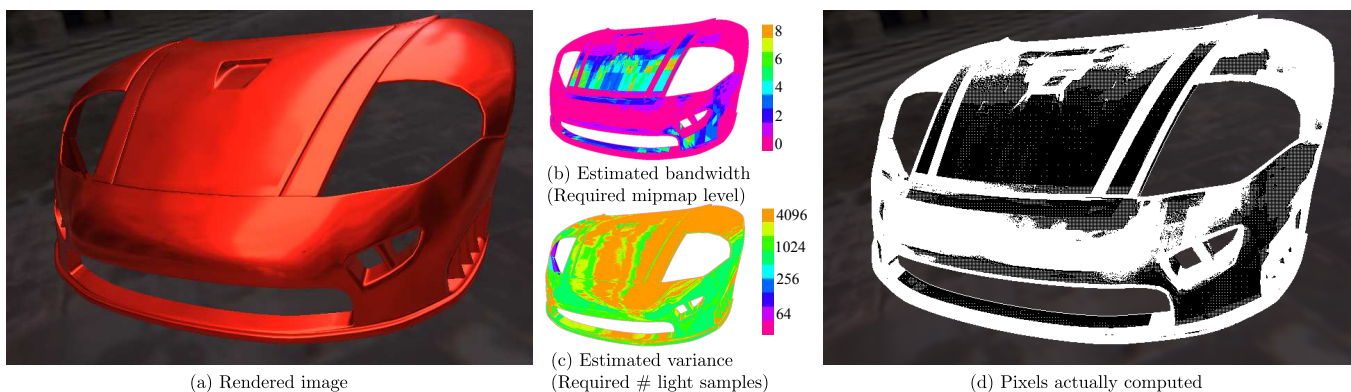 8
6
4
2
0
(b) Estimated bandwidth
(Required mipmap level)
4096
1024
256
64
(c) Estimated variance
(Required # light samples)
(a) Rendered image
(d) Pixels actually computed